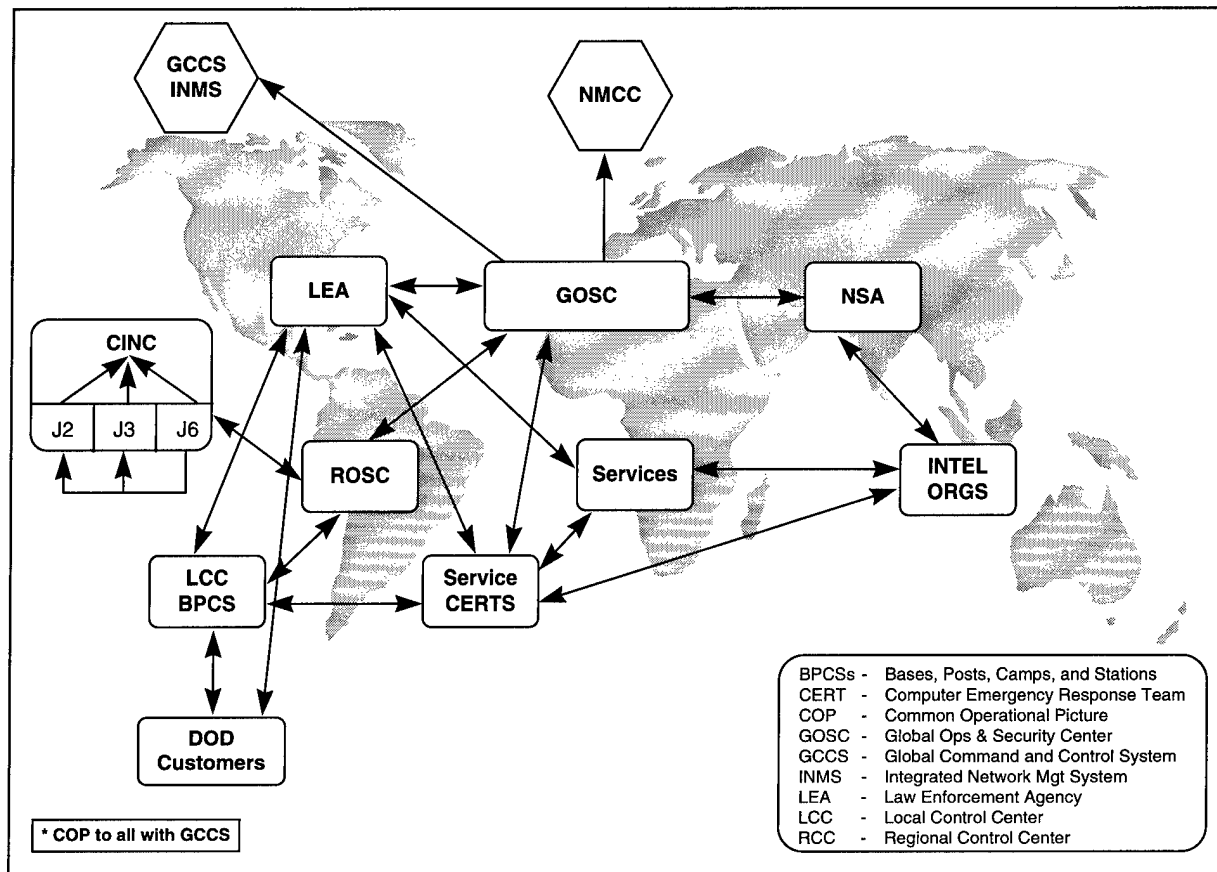 GCCS
INMS
NMCC
LEA
GOSC
NSA
CINC
J2 J3 J6
ROSC
Services
INTEL
ORGS
LCC
BPCS
Service
CERTS
DOD
Customers
BPCSs - Bases, Posts, Camps, and Stations
CERT - Computer Emergency Response Team
COP - Common Operational Picture
GOSC - Global Ops & Security Center
GCCS - Global Command and Control System
INMS - Integrated Network Mgt System
LEA - Law Enforcement Agency
LCC - Local Control Center
RCC - Regional Control Center
* COP to all with GCCS